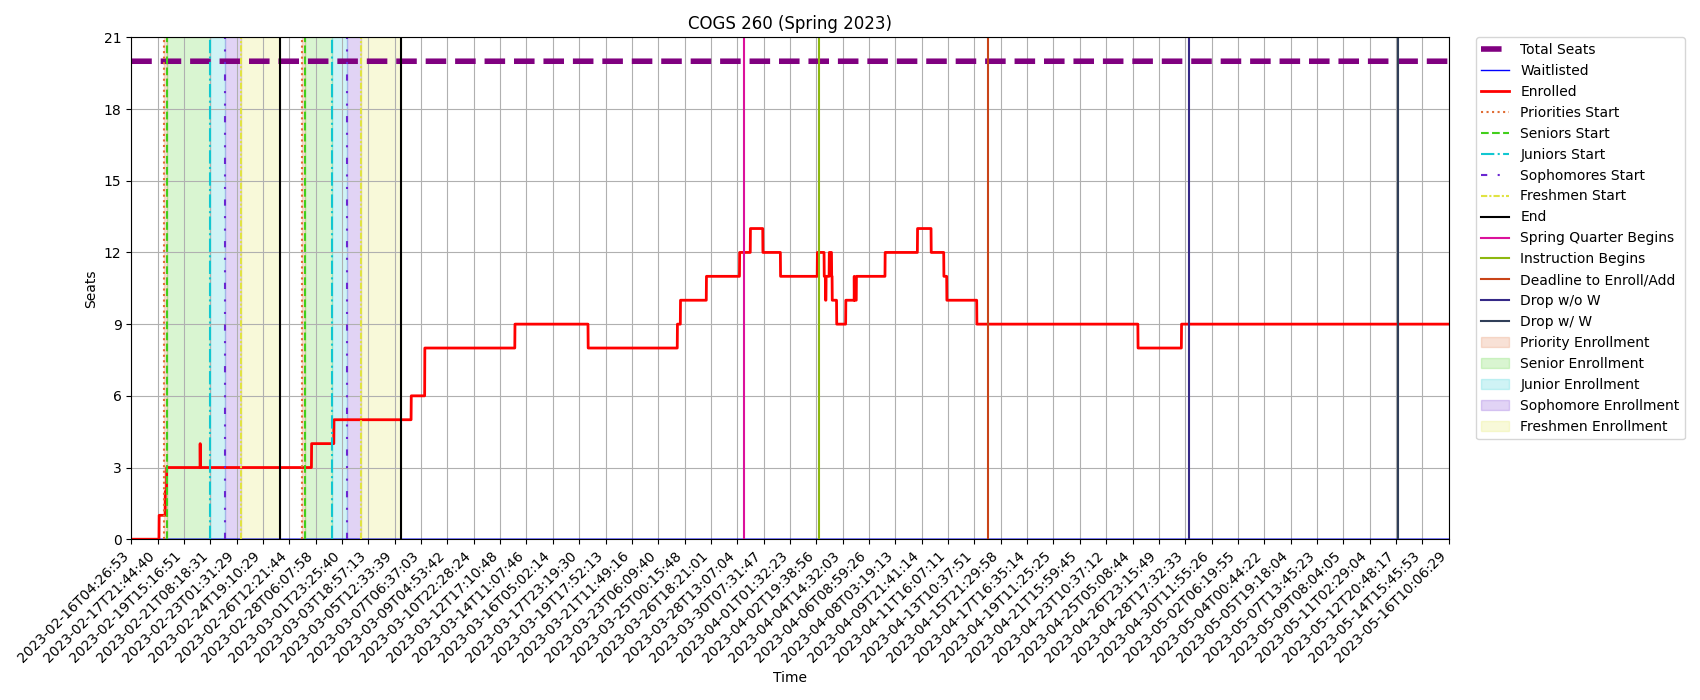 COGS 260 (Spring 2023)
21
18
15
12
9
6
3
0
Seats
2023-02-16T04:26:53
2023-02-17T21:44:40
2023-02-19T15:16:51
2023-02-21T08:18:31
2023-02-23T01:31:29
2023-02-24T19:10:29
2023-02-26T12:21:44
2023-02-28T06:07:58
2023-03-01T23:25:40
2023-03-03T18:57:13
2023-03-05T12:33:39
2023-03-07T06:37:03
2023-03-09T04:53:42
2023-03-10T22:28:24
2023-03-12T17:10:48
2023-03-14T11:07:46
2023-03-16T05:02:14
2023-03-17T23:19:30
2023-03-19T17:52:13
2023-03-21T11:49:16
2023-03-23T06:09:40
2023-03-25T00:15:48
2023-03-26T18:21:01
2023-03-28T13:07:04
2023-03-30T07:31:47
2023-04-01T01:32:23
2023-04-02T19:38:56
2023-04-04T14:32:03
2023-04-06T08:59:26
2023-04-08T03:19:13
2023-04-09T21:41:14
2023-04-11T16:07:11
2023-04-13T10:37:51
2023-04-15T21:29:58
2023-04-17T16:35:14
2023-04-19T11:25:25
2023-04-21T15:59:45
2023-04-23T10:37:12
2023-04-25T05:08:44
2023-04-26T23:15:49
2023-04-28T17:32:33
2023-04-30T11:55:26
2023-05-02T06:19:55
2023-05-04T00:44:22
2023-05-05T19:18:04
2023-05-07T13:45:23
2023-05-09T08:04:05
2023-05-11T02:29:04
2023-05-12T20:48:17
2023-05-14T15:45:53
2023-05-16T10:06:29
Time
Total Seats
Waitlisted
Enrolled
Priorities Start
Seniors Start
Juniors Start
Sophomores Start
Freshmen Start
End
Spring Quarter Begins
Instruction Begins
Deadline to Enroll/Add
Drop w/o W
Drop w/ W
Priority Enrollment
Senior Enrollment
Junior Enrollment
Sophomore Enrollment
Freshmen Enrollment